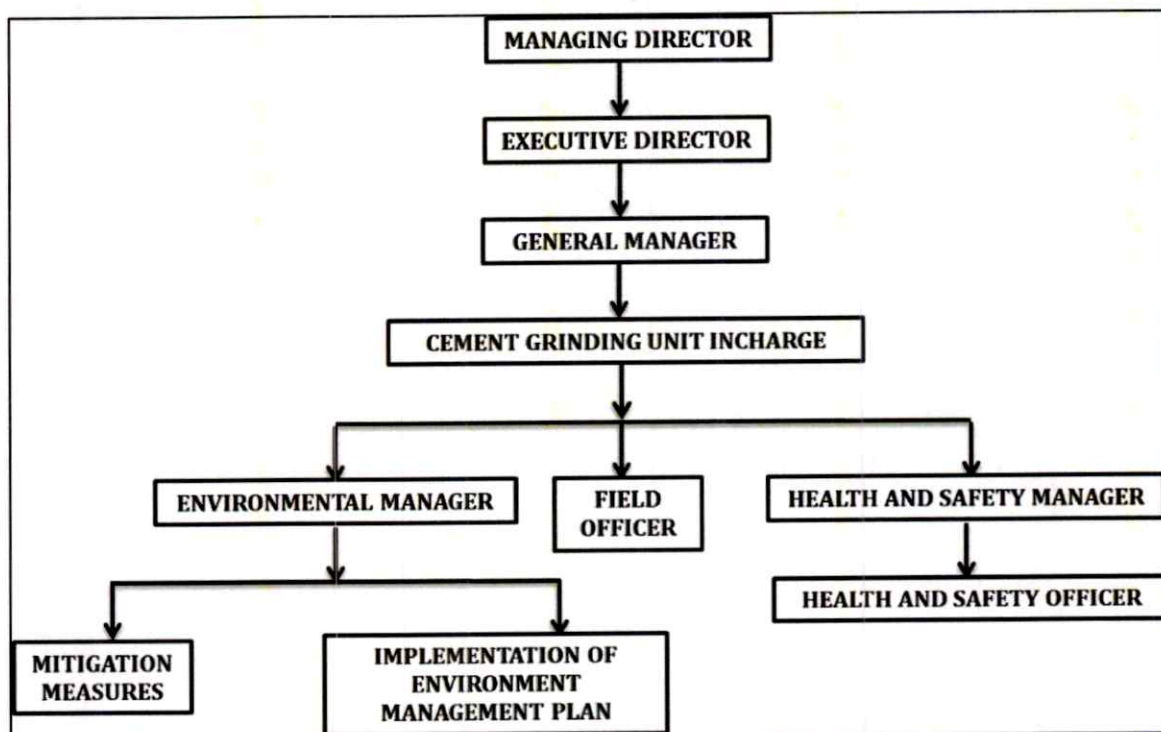 MANAGING DIRECTOR
EXECUTIVE DIRECTOR
GENERAL MANAGER
CEMENT GRINDING UNIT INCHARGE
ENVIRONMENTAL MANAGER
FIELD
OFFICER
HEALTH AND SAFETY MANAGER
HEALTH AND SAFETY OFFICER
MITIGATION
MEASURES
IMPLEMENTATION OF
ENVIRONMENT
MANAGEMENT PLAN